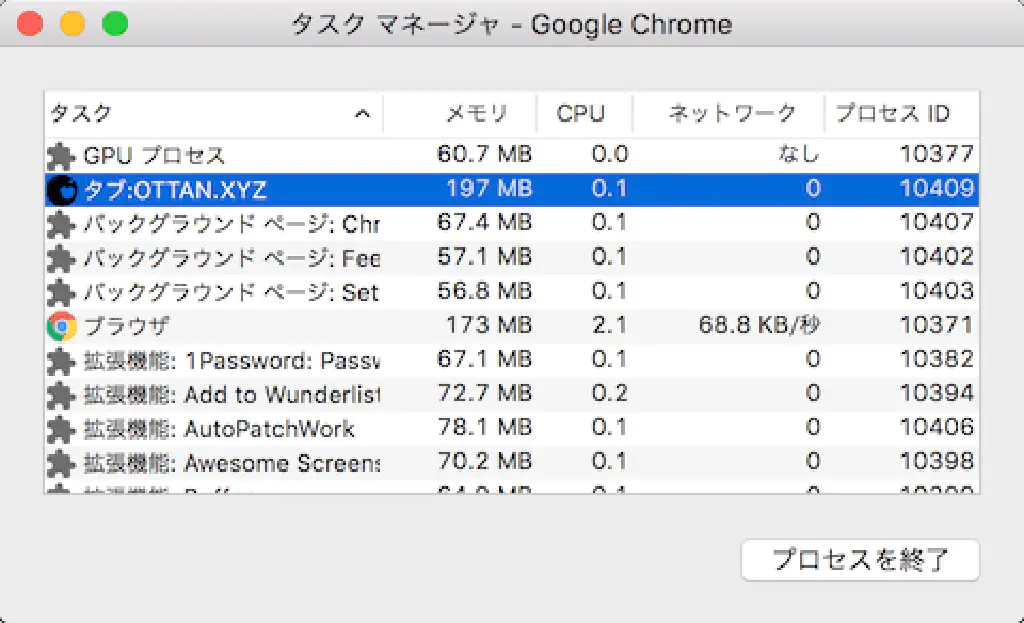 タスク マネージャ - Google Chrome
タスク メモリ CPU ネットワーク プロセス ID
GPU プロセス 60.7 MB 0.0 なし 10377
タブ:OTTAN.XYZ 197 MB 0.1 0 10409
バックグラウンド ページ: Chr 67.4 MB 0.1 0 10407
バックグラウンド ページ: Fee 57.1 MB 0.1 0 10402
バックグラウンド ページ: Set 56.8 MB 0.1 0 10403
ブラウザ 173 MB 2.1 68.8 KB/秒 10371
拡張機能: 1Password: Passw 67.1 MB 0.1 0 10382
拡張機能: Add to Wunderlist 72.7 MB 0.2 0 10394
拡張機能: AutoPatchWork 78.1 MB 0.1 0 10406
拡張機能: Awesome Screens 70.2 MB 0.1 0 10398
プロセスを終了